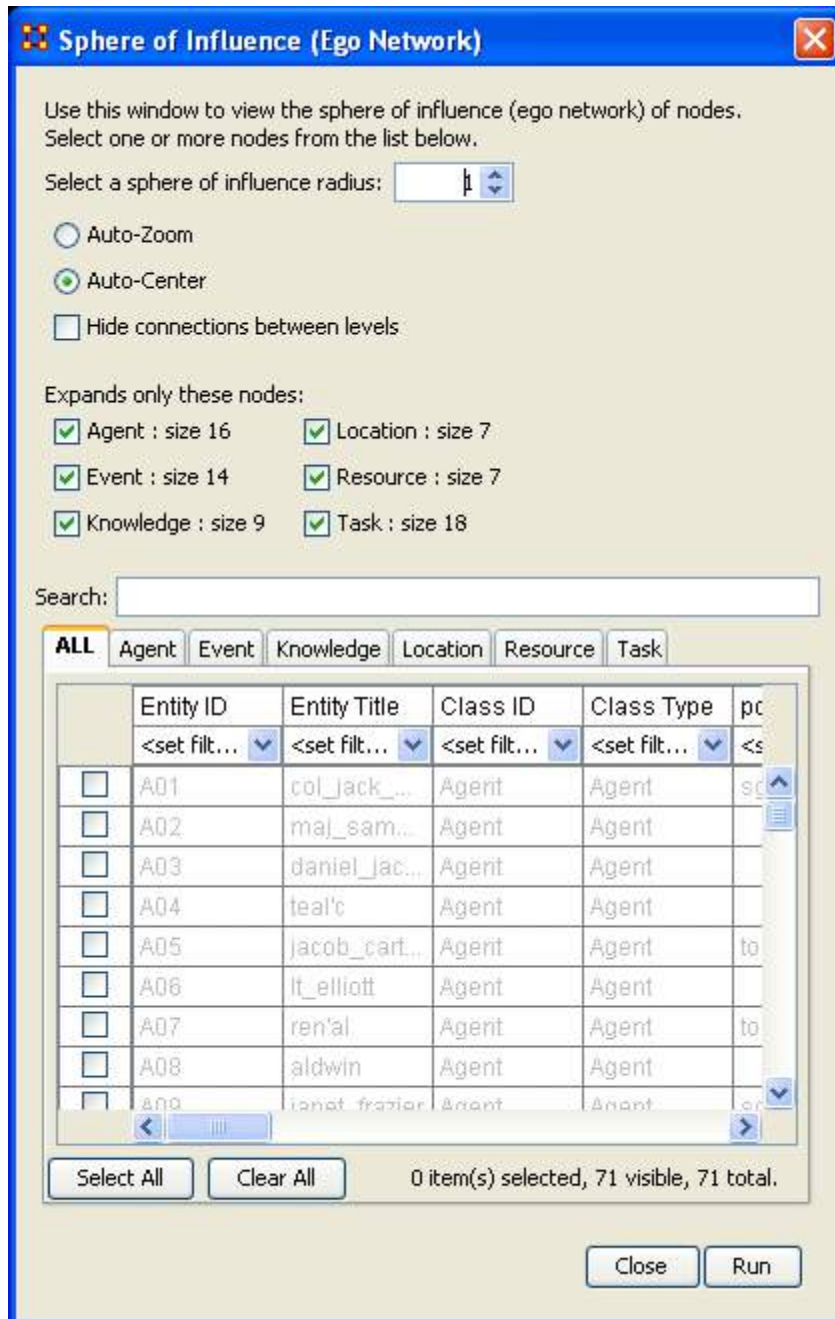 Sphere of Influence (Ego Network)
Use this window to view the sphere of influence (ego network) of nodes.
Select one or more nodes from the list below.
Select a sphere of influence radius: 1
Auto-Zoom
Auto-Center
Hide connections between levels
Expands only these nodes:
Agent : size 16 Location : size 7
Event : size 14 Resource : size 7
Knowledge : size 9 Task : size 18
Search:
ALL Agent Event Knowledge Location Resource Task
Entity ID Entity Title Class ID Class Type
<set filt... <set filt... <set filt... <set filt... <s
A01 col_jack_... Agent Agent
A02 maj_sam... Agent Agent
A03 daniel_jac... Agent Agent
A04 teal'c Agent Agent
A05 jacob_cart... Agent Agent to
A06 lt_elliott Agent Agent
A07 ren'al Agent Agent to
A08 aldwin Agent Agent
A09 janet_frazier Agent Agent
Select All Clear All 0 item(s) selected, 71 visible, 71 total.
Close Run